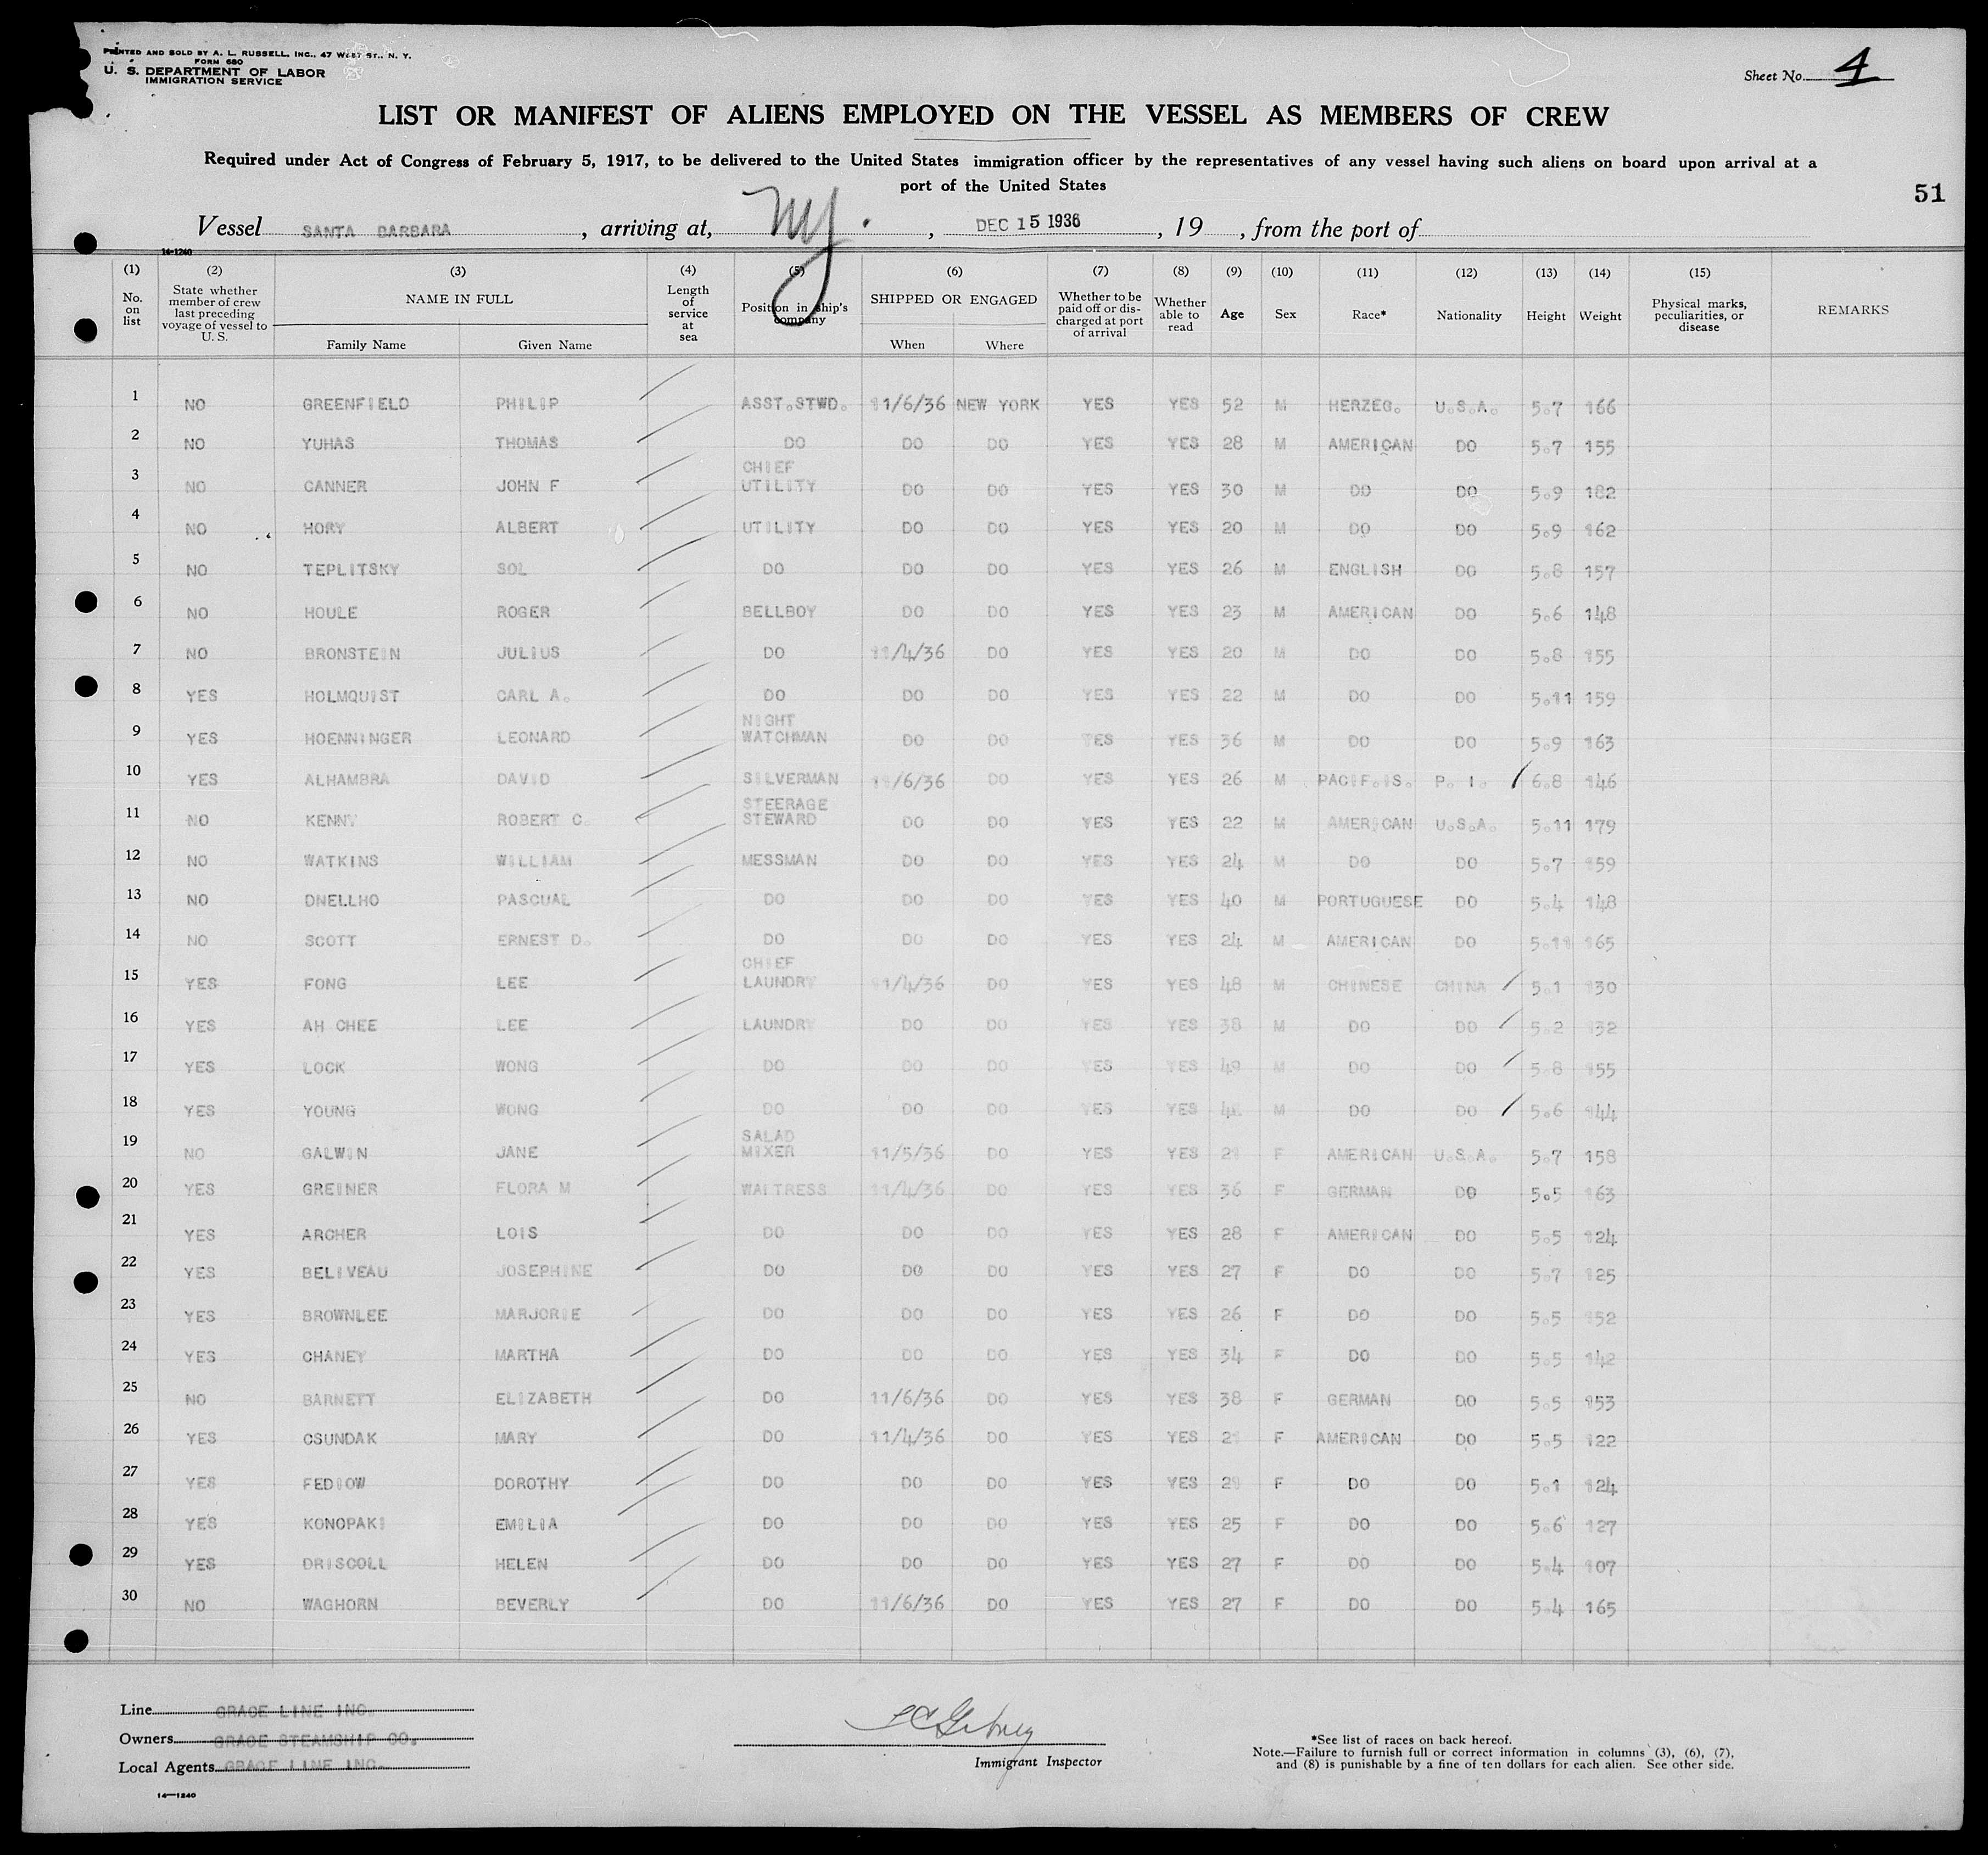 PRINTED AND SOLD BY A. L. RUSSELL, INC., 47 WEST ST., N. Y.
FORM 680
U. S. DEPARTMENT OF LABOR
IMMIGRATION SERVICE
Sheet No. 4
LIST OR MANIFEST OF ALIENS EMPLOYED ON THE VESSEL AS MEMBERS OF CREW
Required under Act of Congress of February 5, 1917, to be delivered to the United States immigration officer by the representatives of any vessel having such aliens on board upon arrival at a
port of the United States
51
Vessel SANTA BARBARA , arriving at, NY. , DEC 15 1936 , 19 , from the port of
14-1240
(1) (2) (3) (4) (5) (6) (7) (8) (9) (10) (11) (12) (13) (14) (15)
No. on list State whether member of crew last preceding voyage of vessel to U. S. NAME IN FULL Family Name Given Name Length of service at sea Position in ship's company SHIPPED OR ENGAGED When Where Whether to be paid off or discharged at port of arrival Whether able to read Age Sex Race* Nationality Height Weight Physical marks, peculiarities, or disease REMARKS
1 NO GREENFIELD PHILIP ASST.STWD. 11/6/36 NEW YORK YES YES 52 M HERZEG. U.S.A. 5.7 166
2 NO YUHAS THOMAS DO DO DO YES YES 28 M AMERICAN DO 5.7 155
3 NO CANNER JOHN F CHIEF UTILITY DO DO YES YES 30 M DO DO 5.9 182
4 NO HORY ALBERT UTILITY DO DO YES YES 20 M DO DO 5.9 162
5 NO TEPLITSKY SOL DO DO DO YES YES 26 M ENGLISH DO 5.8 157
6 NO HOULE ROGER BELLBOY DO DO YES YES 23 M AMERICAN DO 5.6 148
7 NO BRONSTEIN JULIUS DO 11/4/36 DO YES YES 20 M DO DO 5.8 155
8 YES HOLMQUIST CARL A. DO DO DO YES YES 22 M DO DO 5.11 159
9 YES HOENNINGER LEONARD NIGHT WATCHMAN DO DO YES YES 36 M DO DO 5.9 163
10 YES ALHAMBRA DAVID SILVERMAN 11/6/36 DO YES YES 26 M PACIF.IS. P. I. 6.8 146
11 NO KENNY ROBERT C. STEERAGE STEWARD DO DO YES YES 22 M AMERICAN U.S.A. 5.11 179
12 NO WATKINS WILLIAM MESSMAN DO DO YES YES 24 M DO DO 5.7 159
13 NO DNELLHO PASCUAL DO DO DO YES YES 40 M PORTUGUESE DO 5.4 148
14 NO SCOTT ERNEST D. DO DO DO YES YES 24 M AMERICAN DO 5.11 165
15 YES FONG LEE CHIEF LAUNDRY 11/4/36 DO YES YES 48 M CHINESE CHINA 5.1 130
16 YES AH CHEE LEE LAUNDRY DO DO YES YES 38 M DO DO 5.2 132
17 YES LOCK WONG DO DO DO YES YES 49 M DO DO 5.8 155
18 YES YOUNG WONG DO DO DO YES YES M DO DO 5.6 144
19 NO GALWIN JANE SALAD MIXER 11/5/36 DO YES YES 21 F AMERICAN U.S.A. 5.7 158
20 YES GREINER FLORA M WAITRESS 11/4/36 DO YES YES 36 F GERMAN DO 5.5 163
21 YES ARCHER LOIS DO DO DO YES YES 28 F AMERICAN DO 5.5 124
22 YES BELIVEAU JOSEPHINE DO DO DO YES YES 27 F DO DO 5.7 125
23 YES BROWNLEE MARJORIE DO DO DO YES YES 26 F DO DO 5.5 152
24 YES CHANEY MARTHA DO DO DO YES YES 34 F DO DO 5.5 142
25 NO BARNETT ELIZABETH DO 11/6/36 DO YES YES 38 F GERMAN DO 5.5 153
26 YES CSUNDAK MARY DO 11/4/36 DO YES YES 21 F AMERICAN DO 5.5 122
27 YES FEDIOW DOROTHY DO DO DO YES YES F DO DO 5.1 124
28 YES KONOPAKI EMILIA DO DO DO YES YES 25 F DO DO 5.6 127
29 YES DRISCOLL HELEN DO DO DO YES YES 27 F DO DO 5.4 107
30 NO WAGHORN BEVERLY DO 11/6/36 DO YES YES 27 F DO DO 5.4 165
Line GRACE LINE INC.
Owners GRACE STEAMSHIP CO.
Local Agents GRACE LINE INC.
14—1240
Immigrant Inspector
*See list of races on back hereof.
Note.—Failure to furnish full or correct information in columns (3), (6), (7),
and (8) is punishable by a fine of ten dollars for each alien. See other side.